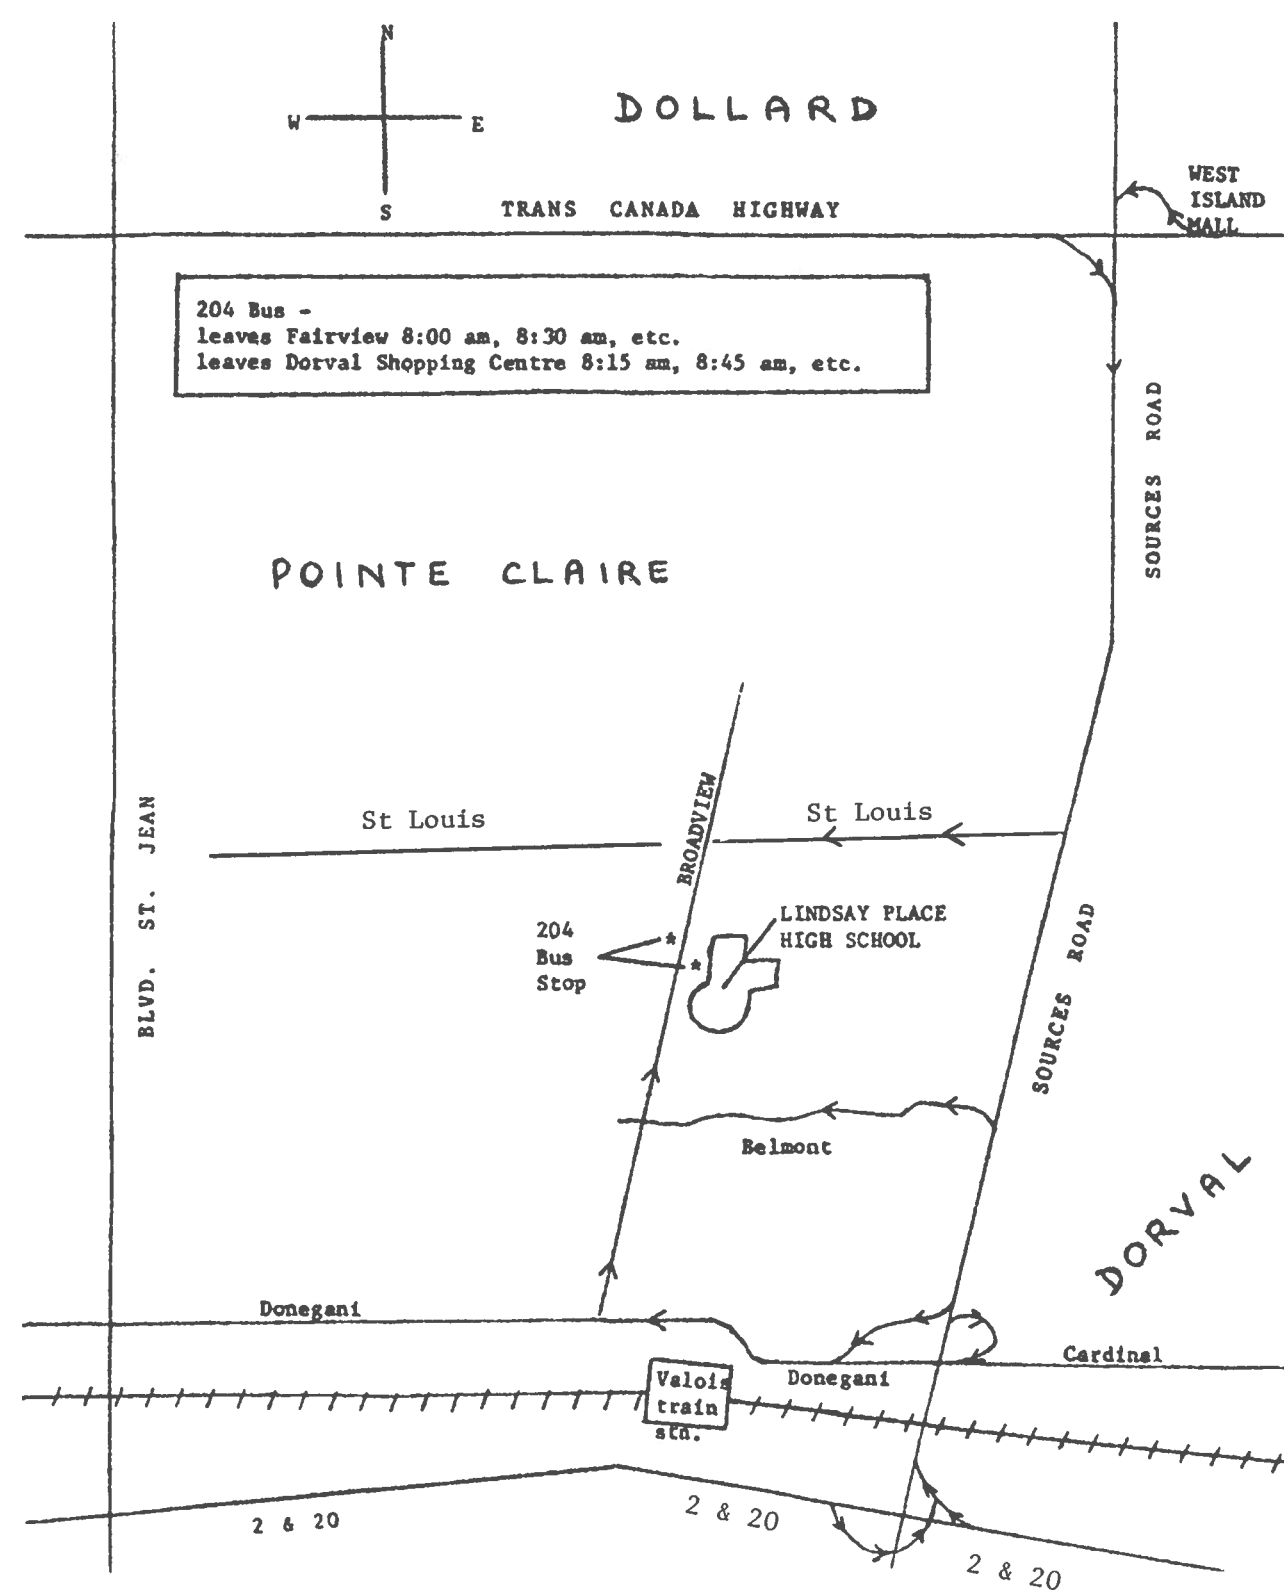 N
DOLLARD
W
E
S
TRANS CANADA HIGHWAY
WEST
ISLAND
MALL
204 Bus -
leaves Fairview 8:00 am, 8:30 am, etc.
leaves Dorval Shopping Centre 8:15 am, 8:45 am, etc.
SOURCES ROAD
POINTE CLAIRE
BROADVIEW
St Louis
St Louis
BLVD. ST. JEAN
204
Bus
Stop
*
*
LINDSAY PLACE
HIGH SCHOOL
SOURCES ROAD
Belmont
DORVAL
Donegani
Cardinal
Donegani
Valois
train
stn.
2 & 20
2 & 20
2 & 20